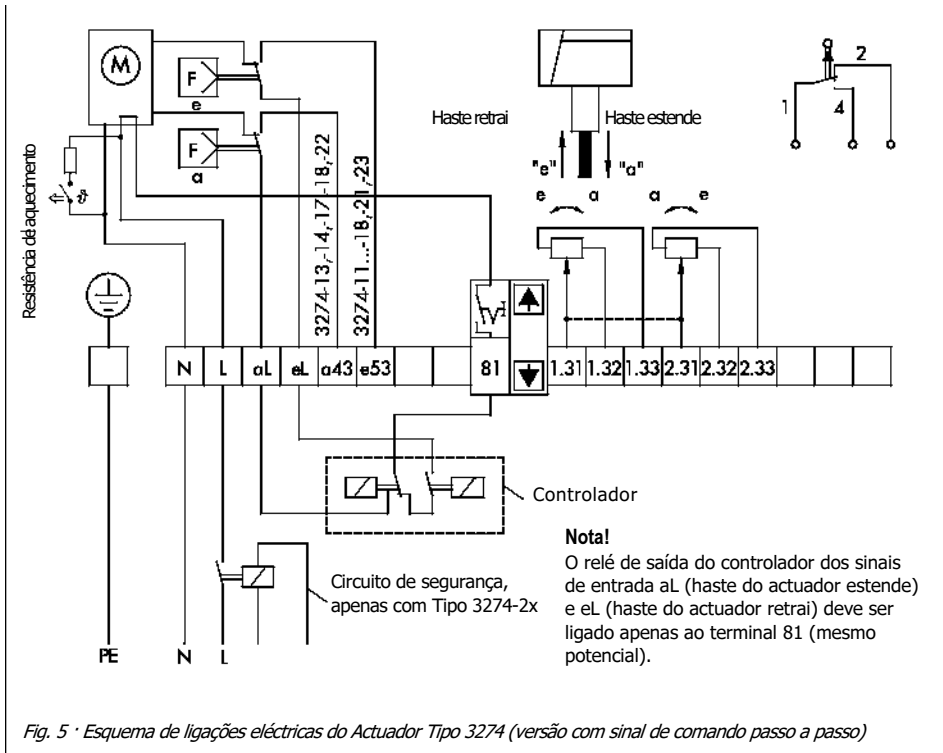 M
F
e
F
a
Resistência de aquecimento
ϑ
3274-13,-14,-17,-18,-22
3274-11...-18,-21,-23
Haste retrai
Haste estende
"e"
"a"
e a
a e
1
2
4
N L aL eL a43 e53 81 1.31 1.32 1.33 2.31 2.32 2.33
Controlador
Circuito de segurança,
apenas com Tipo 3274-2x
PE N L
Nota!
O relé de saída do controlador dos sinais
de entrada aL (haste do actuador estende)
e eL (haste do actuador retrai) deve ser
ligado apenas ao terminal 81 (mesmo
potencial).
Fig. 5 · Esquema de ligações eléctricas do Actuador Tipo 3274 (versão com sinal de comando passo a passo)